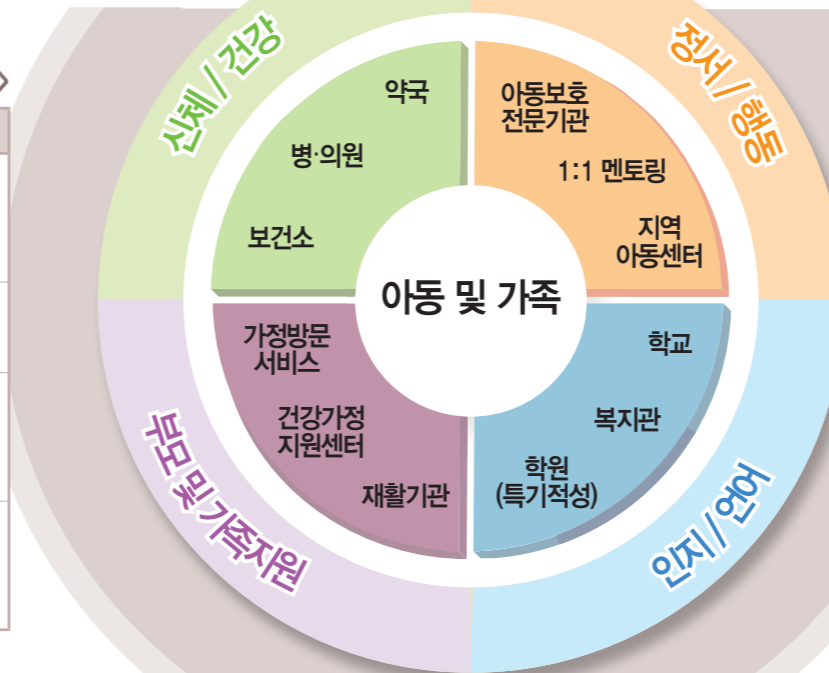 신체 / 건강
약국
병·의원
보건소
정서 / 행동
아동보호
전문기관
1:1 멘토링
지역
아동센터
아동 및 가족
가정방문
서비스
건강가정
지원센터
재활기관
부모 및 가족지원
학교
복지관
학원
(특기적성)
인지 / 언어